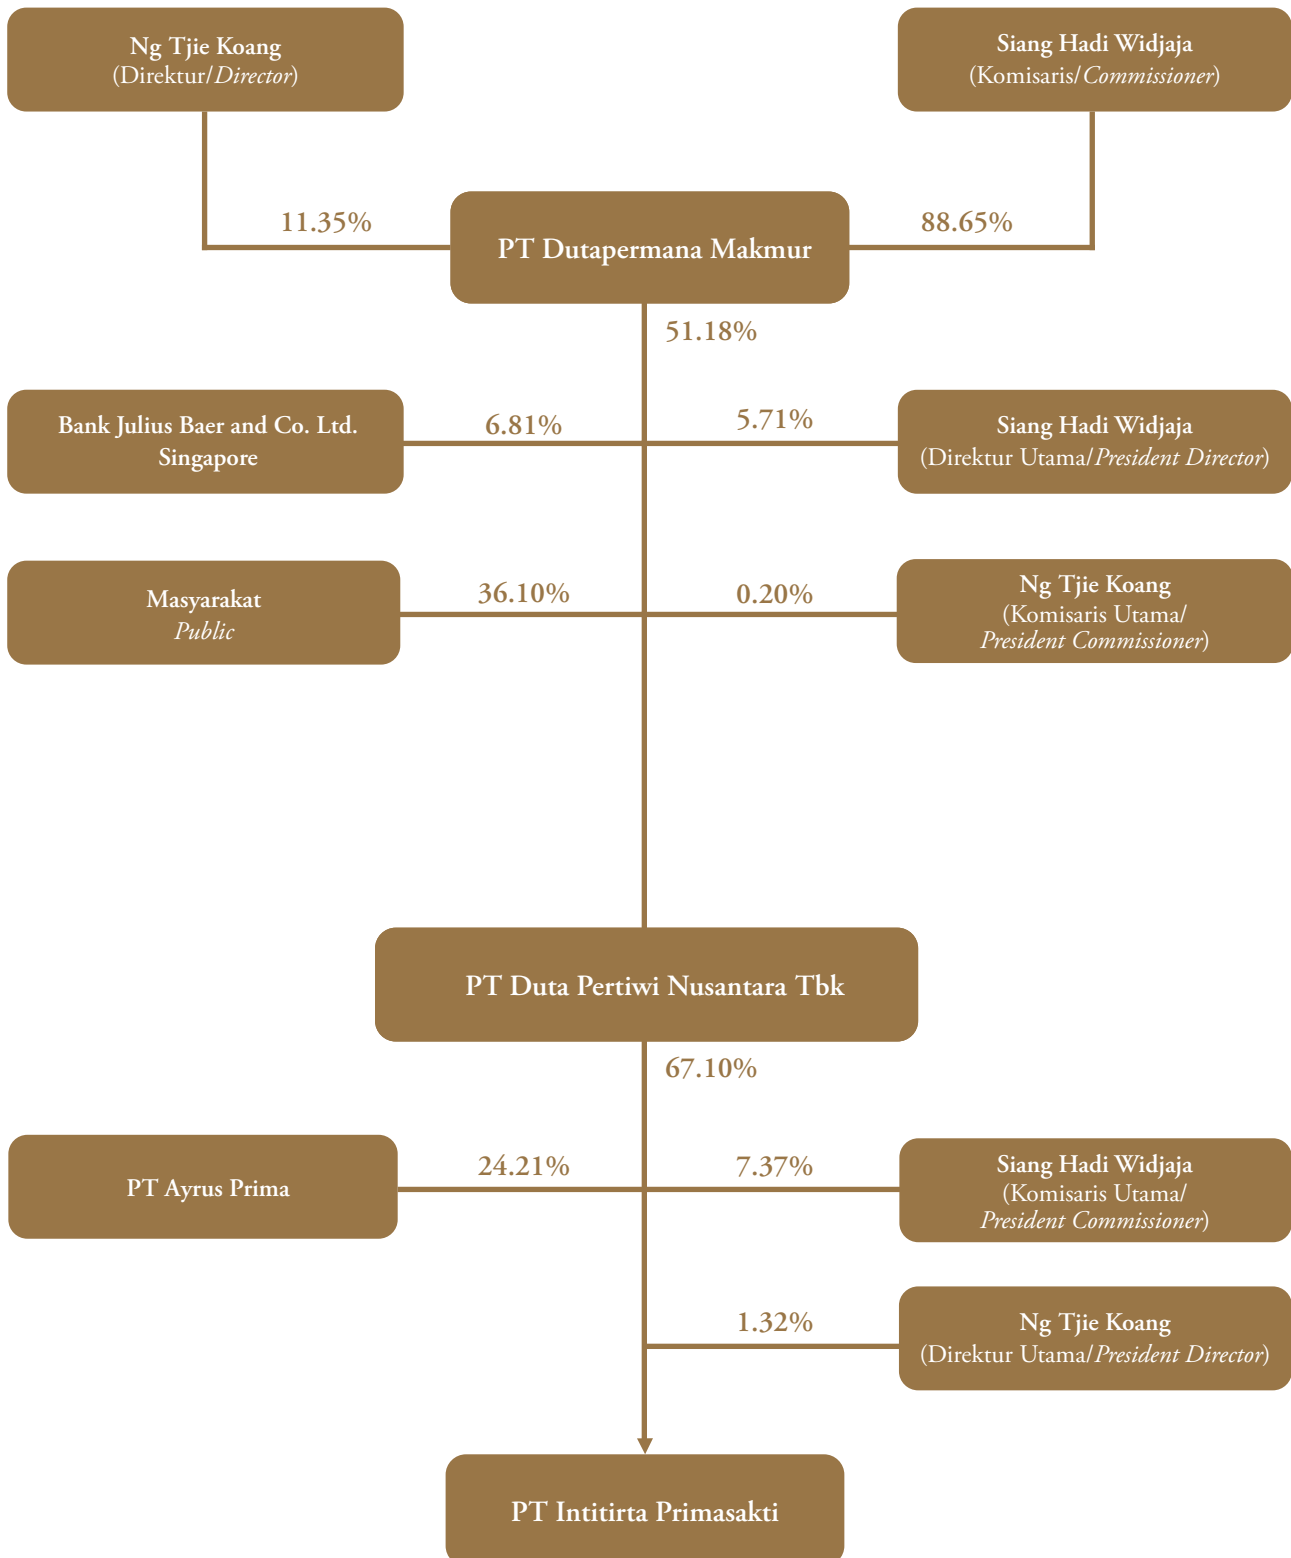 Ng Tjie Koang
(Direktur/Director)
Siang Hadi Widjaja
(Komisaris/Commissioner)
11.35%
PT Dutapermana Makmur
88.65%
51.18%
Bank Julius Baer and Co. Ltd.
Singapore
6.81%
5.71%
Siang Hadi Widjaja
(Direktur Utama/President Director)
Masyarakat
Public
36.10%
0.20%
Ng Tjie Koang
(Komisaris Utama/
President Commissioner)
PT Duta Pertiwi Nusantara Tbk
67.10%
PT Ayrus Prima
24.21%
7.37%
Siang Hadi Widjaja
(Komisaris Utama/
President Commissioner)
1.32%
Ng Tjie Koang
(Direktur Utama/President Director)
PT Intitirta Primasakti